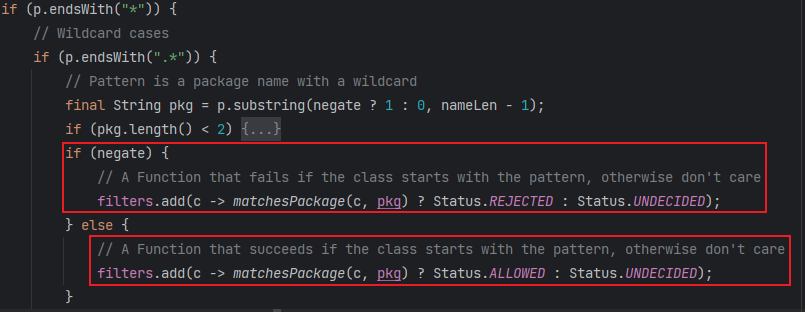 if (p.endsWith("*")) {
// Wildcard cases
if (p.endsWith(".*")) {
// Pattern is a package name with a wildcard
final String pkg = p.substring(negate ? 1 : 0, nameLen - 1);
if (pkg.length() < 2) {...}
if (negate) {
// A Function that fails if the class starts with the pattern, otherwise don't care
filters.add(c -> matchesPackage(c, pkg) ? Status.REJECTED : Status.UNDECIDED);
} else {
// A Function that succeeds if the class starts with the pattern, otherwise don't care
filters.add(c -> matchesPackage(c, pkg) ? Status.ALLOWED : Status.UNDECIDED);
}